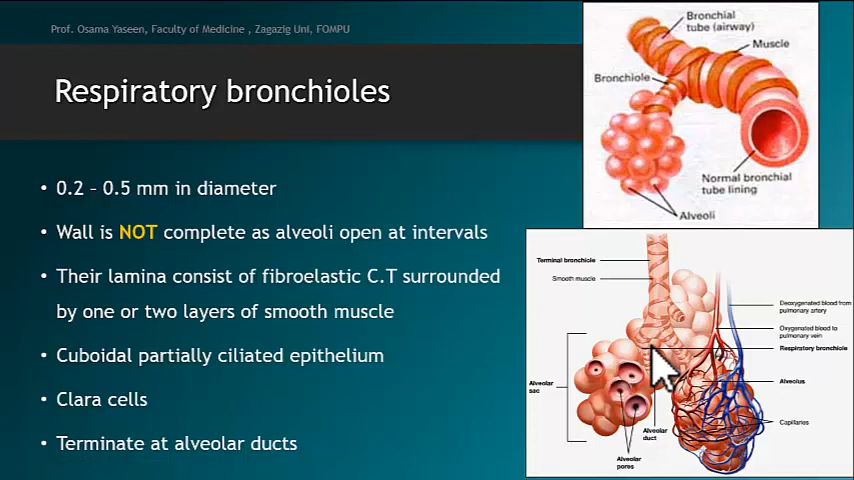 Prof. Osama Yaseen, Faculty of Medicine , Zagazig Uni, FOMPU
Respiratory bronchioles
• 0.2 – 0.5 mm in diameter
• Wall is NOT complete as alveoli open at intervals
• Their lamina consist of fibroelastic C.T surrounded
by one or two layers of smooth muscle
• Cuboidal partially ciliated epithelium
• Clara cells
• Terminate at alveolar ducts
Bronchial
tube (airway)
Muscle
Bronchiole
Normal bronchial
tube lining
Alveoli
Terminal bronchiole
Smooth muscle
Deoxygenated blood from
pulmonary artery
Oxygenated blood to
pulmonary vein
Respiratory bronchiole
Alveolar
sac
Alveolus
Capillaries
Alveolar
duct
Alveolar
pores